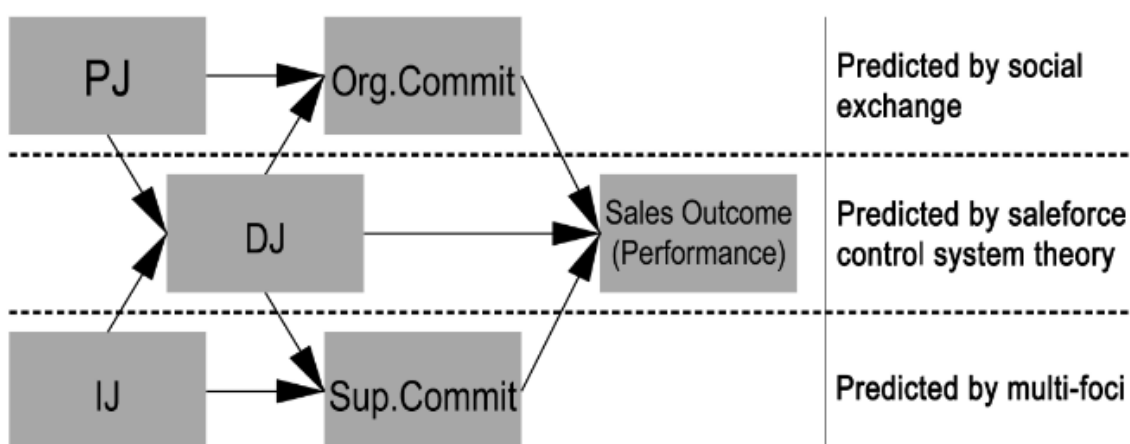 PJ
Org.Commit
Predicted by social
exchange
DJ
Sales Outcome
(Performance)
Predicted by saleforce
control system theory
IJ
Sup.Commit
Predicted by multi-foci